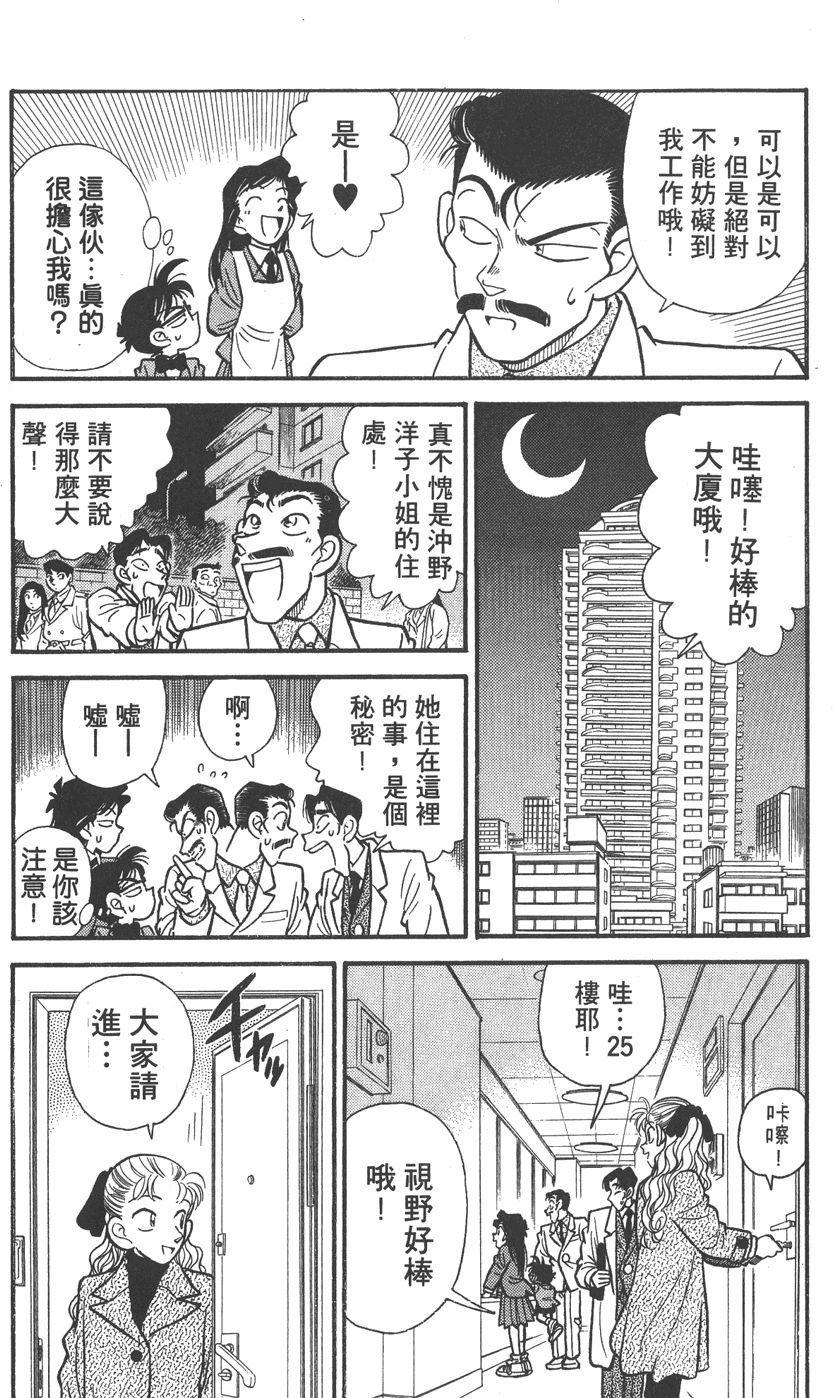 可以是可以
，但是絕對
不能妨礙到
我工作哦！
是—♥
這傢伙…真的
很擔心我嗎？
哇噻！好棒的
大廈哦！
真不愧是沖野
洋子小姐的住
處！
請不要說
得那麼大
聲！
她住在這裡
的事，是個
秘密！
啊…
噓—
噓—
是你該
注意！
哇…25
樓耶！
咔嚓！
視野好棒
哦！
チャッ
大家請
進…